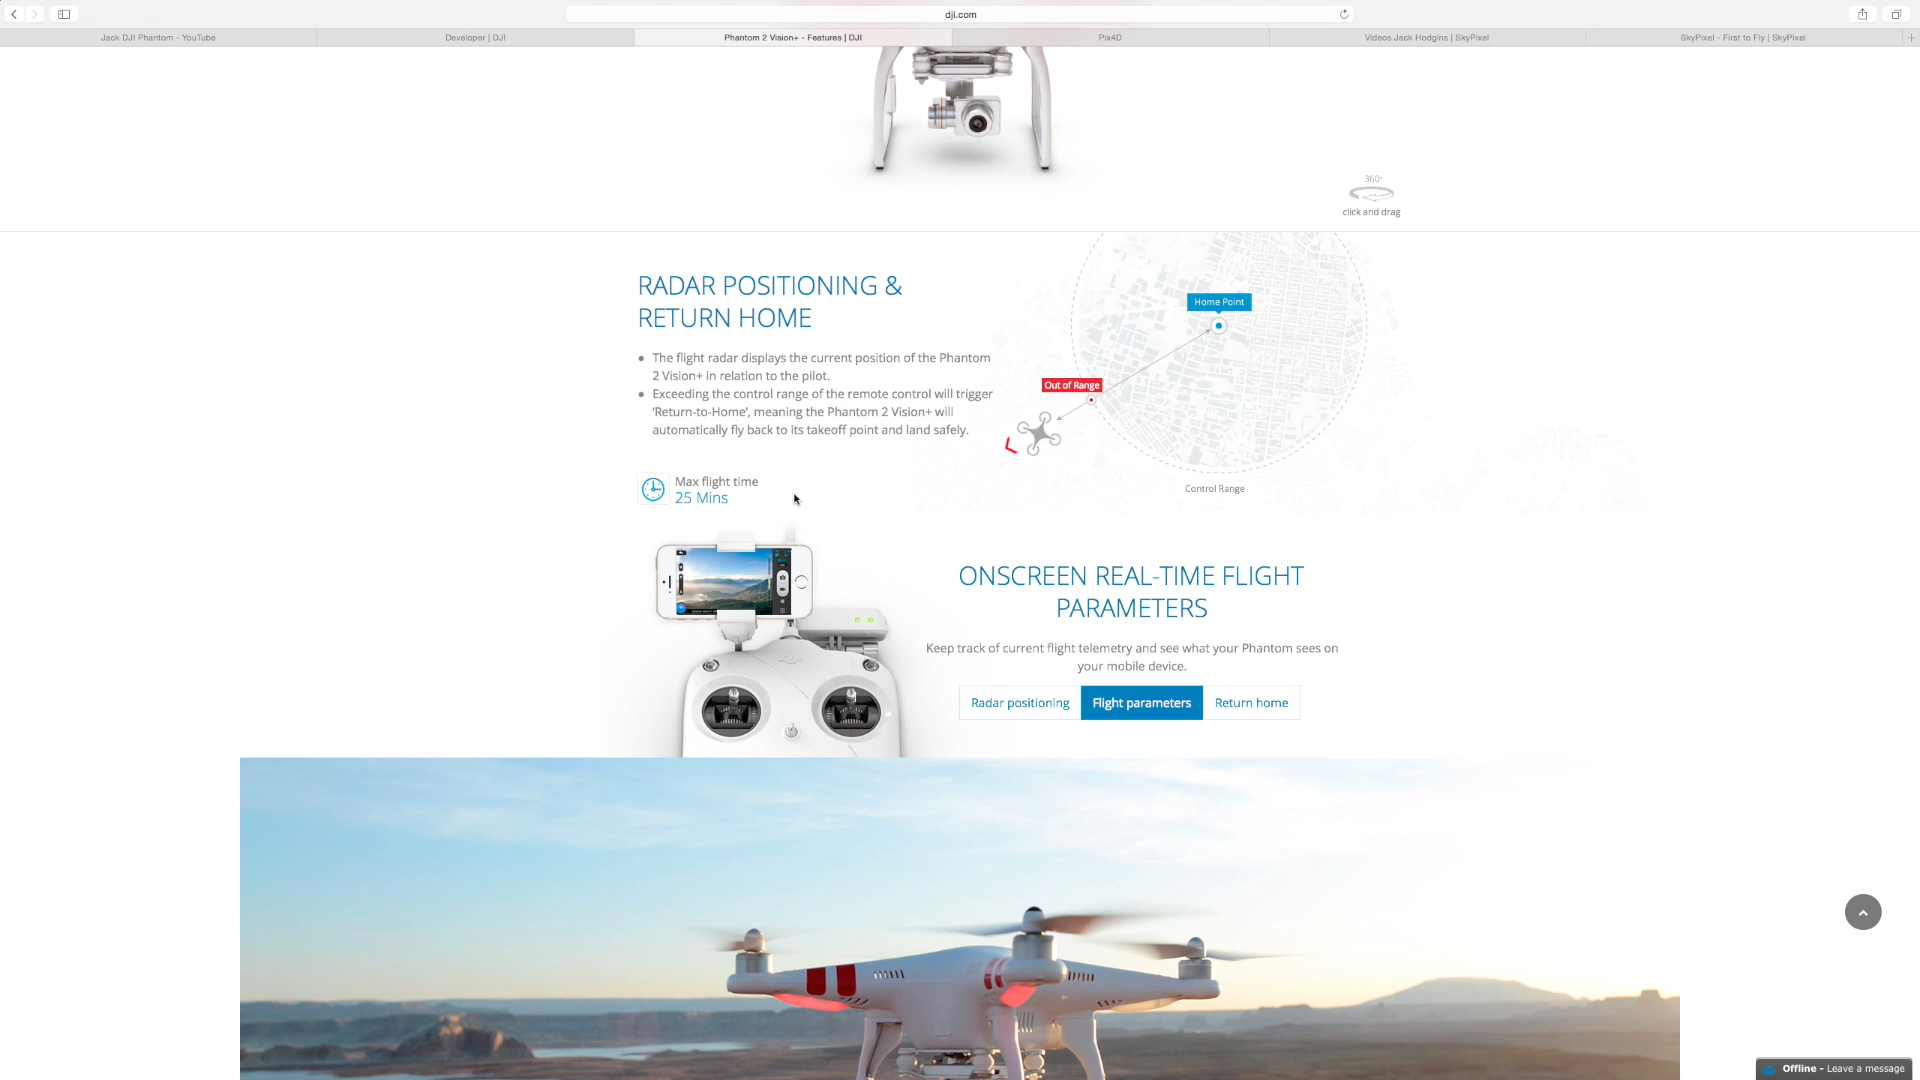 dji.com
Jack DJI Phantom - YouTube
Developer | DJI
Phantom 2 Vision+ - Features | DJI
Pix4D
Videos Jack Hodgins | SkyPixel
SkyPixel - First to Fly | SkyPixel
360°
click and drag
RADAR POSITIONING &
RETURN HOME
The flight radar displays the current position of the Phantom
2 Vision+ in relation to the pilot.
Exceeding the control range of the remote control will trigger
‘Return-to-Home’, meaning the Phantom 2 Vision+ will
automatically fly back to its takeoff point and land safely.
Home Point
Out of Range
Control Range
Max flight time
25 Mins
ONSCREEN REAL-TIME FLIGHT
PARAMETERS
Keep track of current flight telemetry and see what your Phantom sees on
your mobile device.
Radar positioning
Flight parameters
Return home
Offline - Leave a message